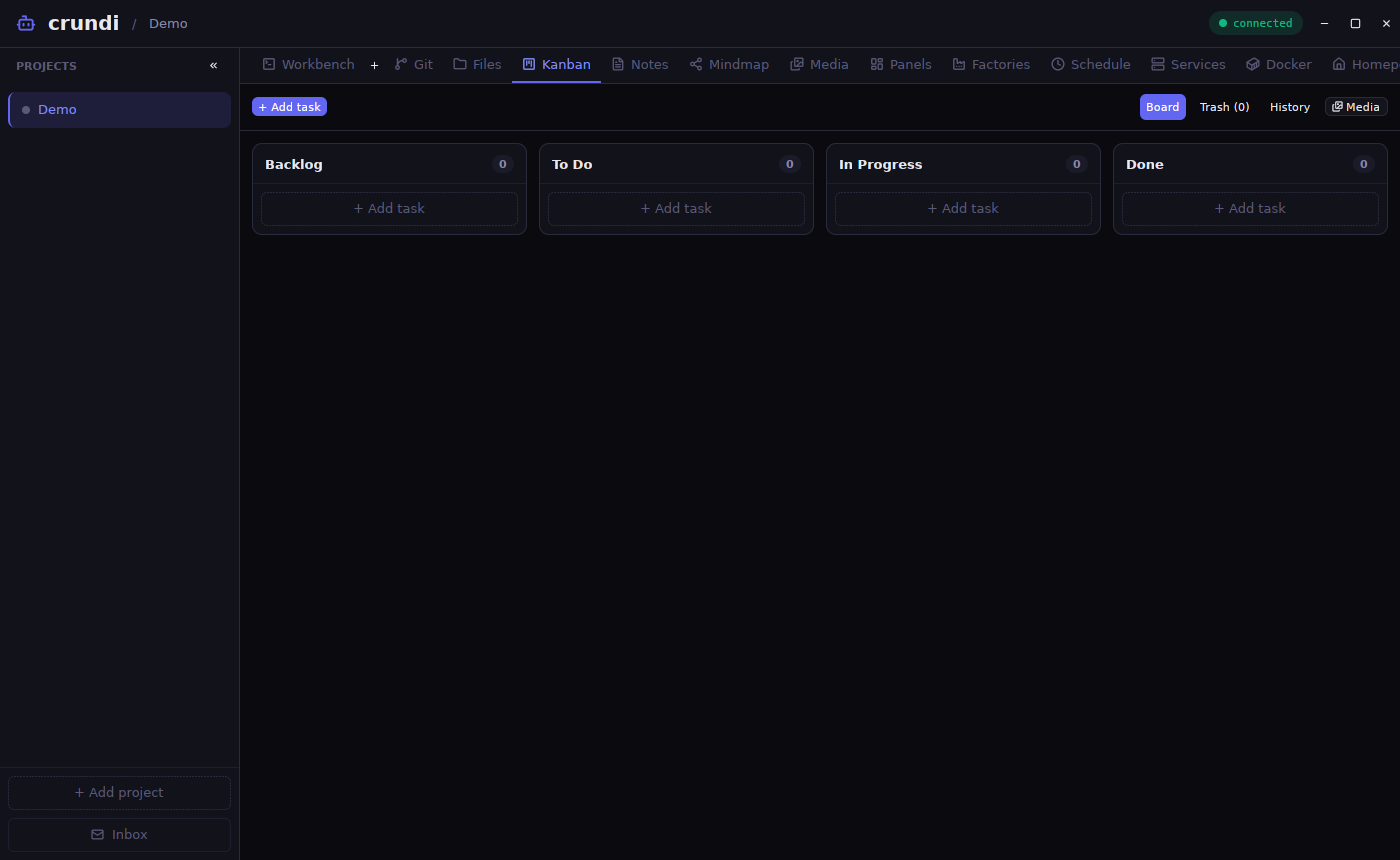 crundi / Demo
connected
PROJECTS «
Workbench + Git Files Kanban Notes Mindmap Media Panels Factories Schedule Services Docker Homep
Demo
+ Add task
Board Trash (0) History Media
Backlog 0
To Do 0
In Progress 0
Done 0
+ Add task
+ Add task
+ Add task
+ Add task
+ Add project
Inbox